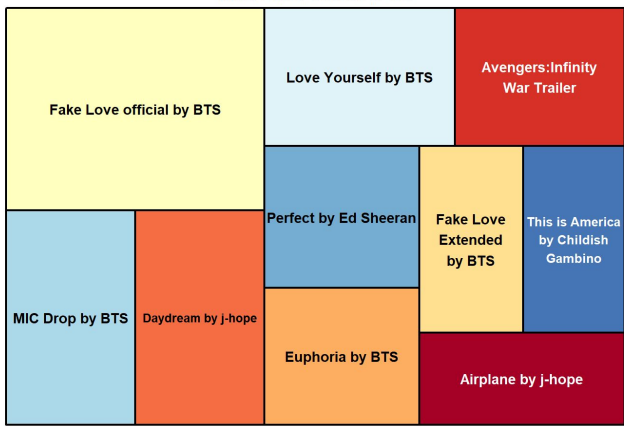 Fake Love official by BTS
Love Yourself by BTS
Avengers:Infinity
War Trailer
Perfect by Ed Sheeran
Fake Love
Extended
by BTS
This is America
by Childish
Gambino
MIC Drop by BTS
Daydream by j-hope
Euphoria by BTS
Airplane by j-hope